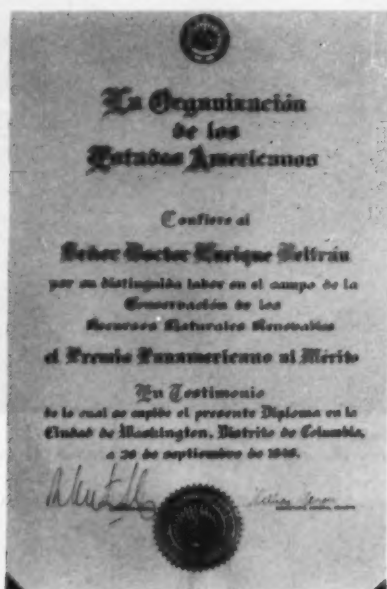 La Organización
de los
Estados Americanos
Confiere al
Señor Doctor Enrique Beltrán
por su distinguida labor en el campo de la
Conservación de los
Recursos Naturales Renovables
el Premio Panamericano al Mérito
En Testimonio
de lo cual se expide el presente Diploma en la
Ciudad de Washington, Distrito de Columbia,
a de septiembre de